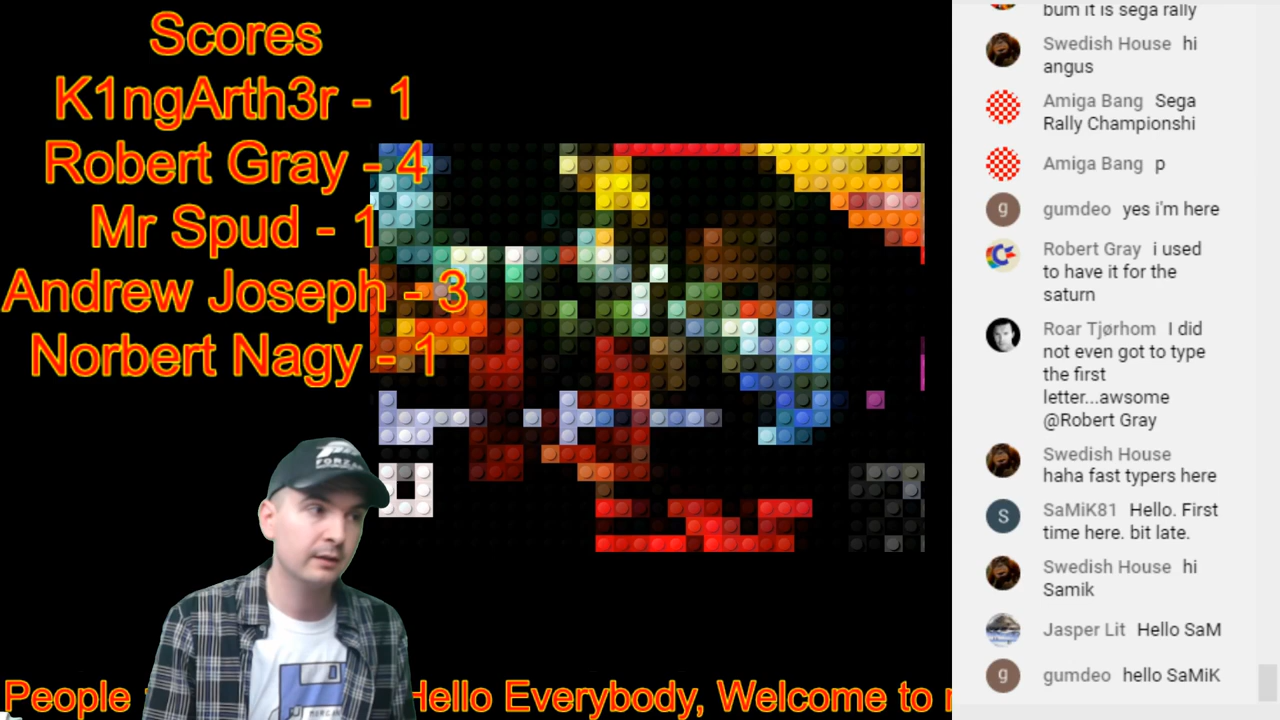 Scores
K1ngArth3r - 1
Robert Gray - 4
Mr Spud - 1
Andrew Joseph - 3
Norbert Nagy - 1
FORZA
People
Hello Everybody, Welcome to
bum it is sega rally
Swedish House hi
angus
Amiga Bang Sega
Rally Championshi
Amiga Bang p
g
gumdeo yes i'm here
Robert Gray i used
to have it for the
saturn
Roar Tjørhom I did
not even got to type
the first
letter...awsome
@Robert Gray
Swedish House
haha fast typers here
S
SaMiK81 Hello. First
time here. bit late.
Swedish House hi
Samik
Jasper Lit Hello SaM
g
gumdeo hello SaMiK